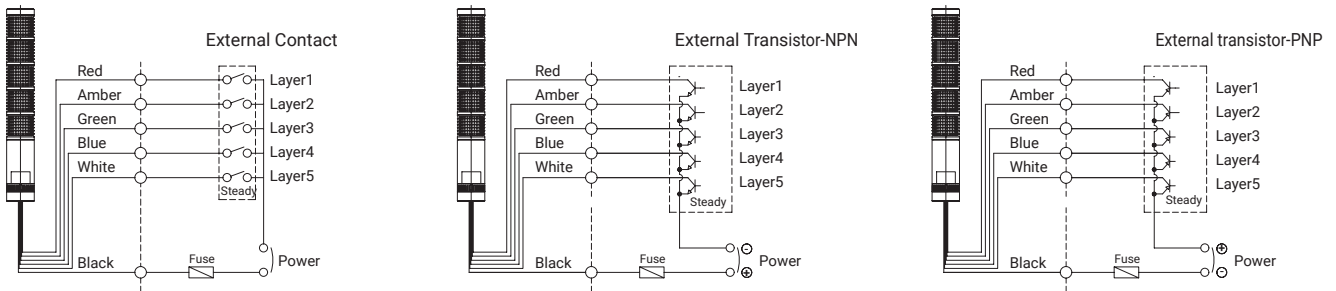 External Contact
Red
Layer1
Amber
Layer2
Green
Layer3
Blue
Layer4
White
Layer5
Steady
Black
Fuse
Power
External Transistor-NPN
Red
Layer1
Amber
Layer2
Green
Layer3
Blue
Layer4
White
Layer5
Steady
-
Black
Fuse
Power
+
External transistor-PNP
Red
Layer1
Amber
Layer2
Green
Layer3
Blue
Layer4
White
Layer5
Steady
+
Black
Fuse
Power
-